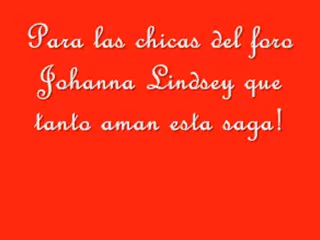 Para las chicas del foro
Johanna Lindsey que
tanto aman esta saga!